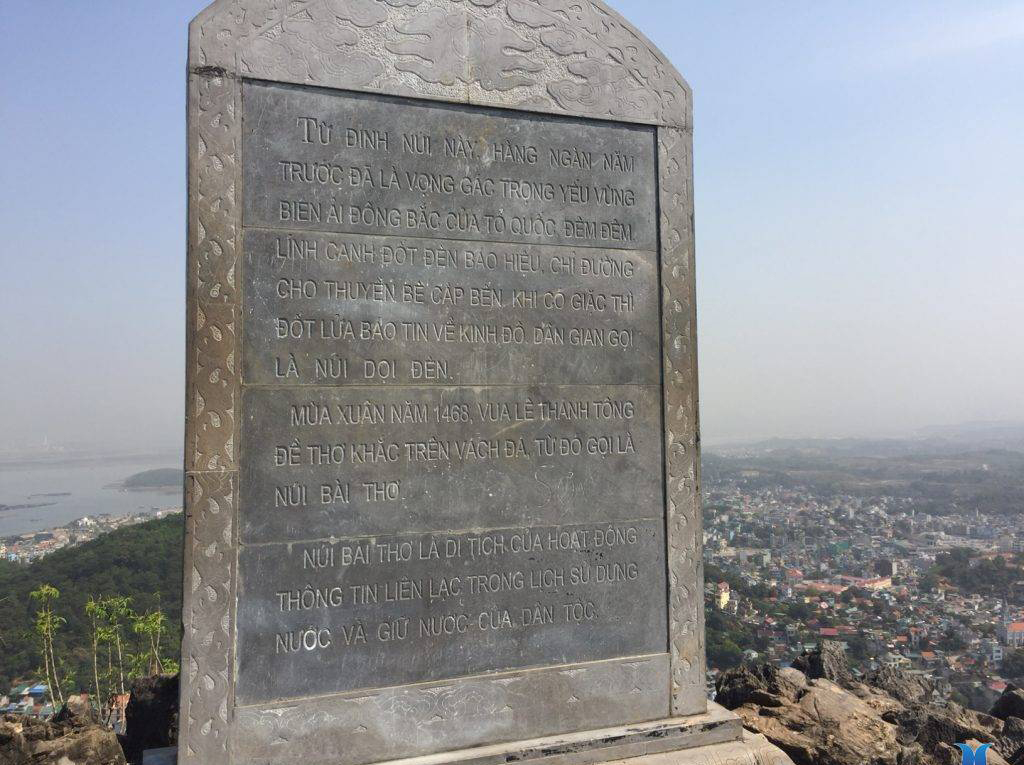 TỪ ĐỈNH NÚI NÀY, HÀNG NGÀN NĂM
TRƯỚC ĐÃ LÀ VỌNG GÁC TRỌNG YẾU VÙNG
BIÊN ẢI ĐÔNG BẮC CỦA TỔ QUỐC. ĐÊM ĐÊM
LÍNH CANH ĐỐT ĐÈN BÁO HIỆU, CHỈ ĐƯỜNG
CHO THUYỀN BÈ CẬP BẾN. KHI CÓ GIẶC THÌ
ĐỐT LỬA BÁO TIN VỀ KINH ĐÔ. DÂN GIAN GỌI
LÀ NÚI DỌI ĐÈN.
MÙA XUÂN NĂM 1468, VUA LÊ THÁNH TÔNG
ĐỀ THƠ KHẮC TRÊN VÁCH ĐÁ, TỪ ĐÓ GỌI LÀ
NÚI BÀI THƠ.
NÚI BÀI THƠ LÀ DI TÍCH CỦA HOẠT ĐỘNG
THÔNG TIN LIÊN LẠC TRONG LỊCH SỬ DỰNG
NƯỚC VÀ GIỮ NƯỚC CỦA DÂN TỘC.